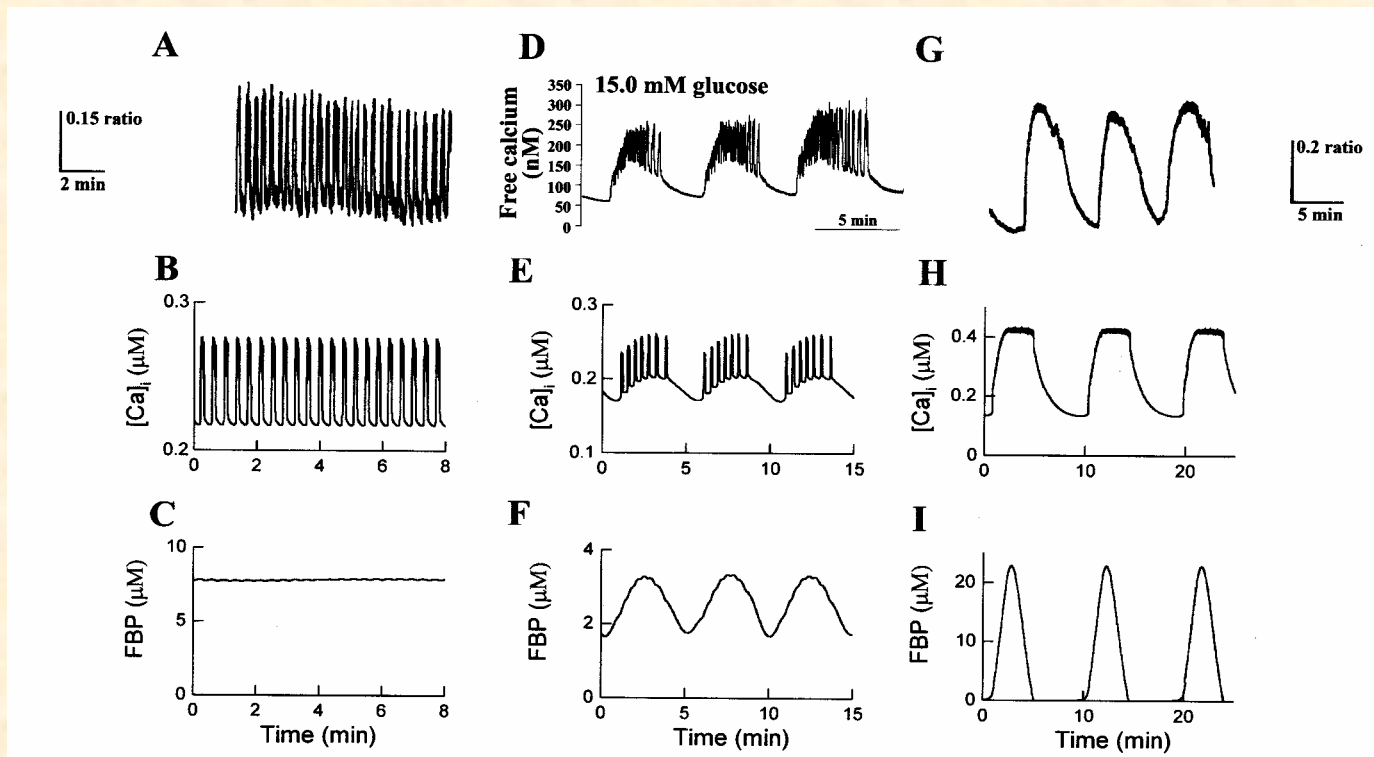 A
0.15 ratio
2 min
D
15.0 mM glucose
Free calcium
(nM)
350
300
250
200
150
100
50
0
5 min
G
0.2 ratio
5 min
B
[Ca]i (µM)
0.3
0.2
0 2 4 6 8
E
[Ca]i (µM)
0.3
0.2
0.1
0 5 10 15
H
[Ca]i (µM)
0.4
0.2
0
0 10 20
C
FBP (µM)
10
5
0
0 2 4 6 8
Time (min)
F
FBP (µM)
4
2
0
0 5 10 15
Time (min)
I
FBP (µM)
20
10
0
0 10 20
Time (min)